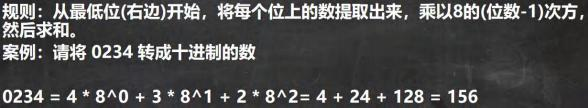 规则：从最低位(右边)开始，将每个位上的数提取出来，乘以8的(位数-1)次方，
然后求和。
案例：请将 0234 转成十进制的数
0234 = 4 * 8^0 + 3 * 8^1 + 2 * 8^2= 4 + 24 + 128 = 156